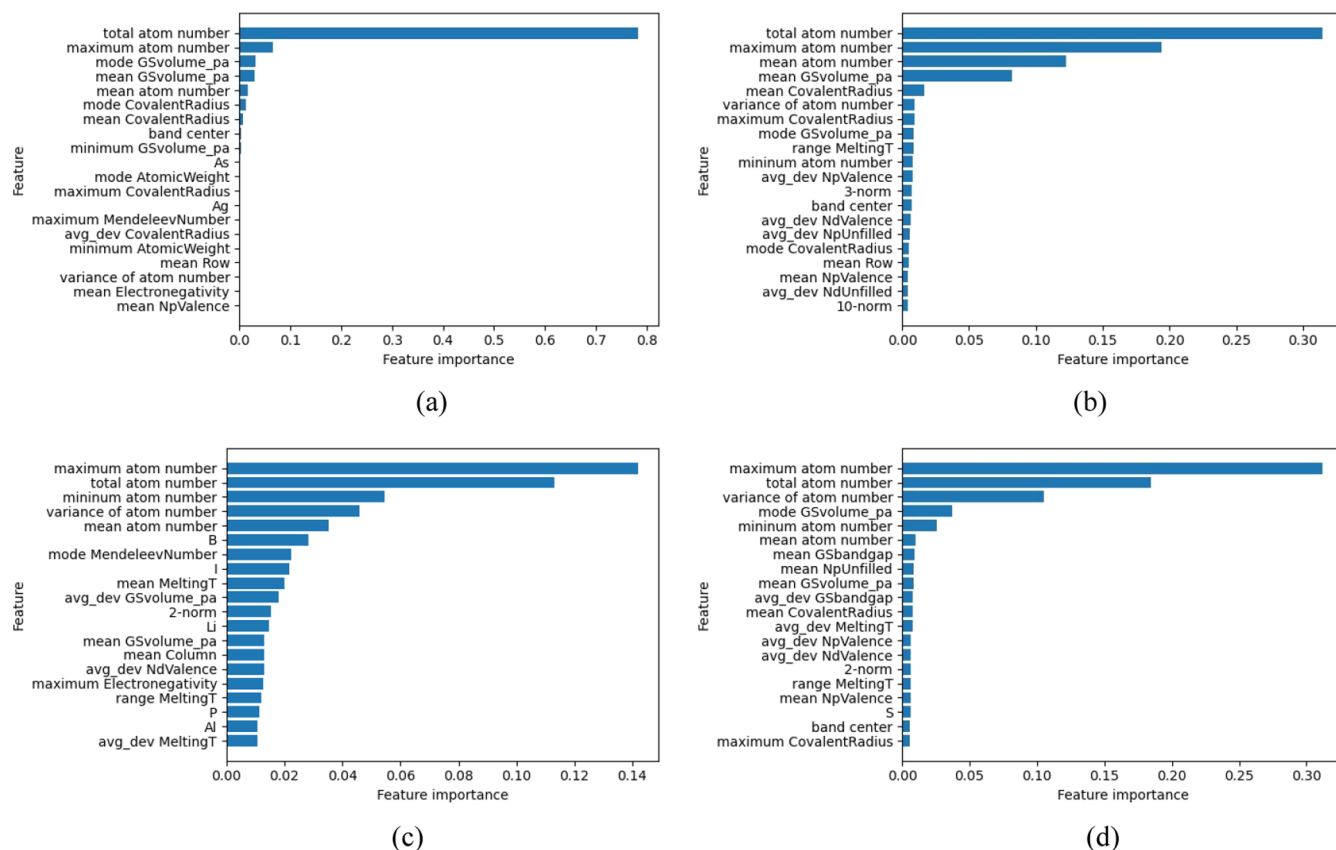 total atom number
maximum atom number
mode GSvolume_pa
mean GSvolume_pa
mean atom number
mode CovalentRadius
mean CovalentRadius
band center
minimum GSvolume_pa
As
mode AtomicWeight
maximum CovalentRadius
Ag
maximum MendeleevNumber
avg_dev CovalentRadius
minimum AtomicWeight
mean Row
variance of atom number
mean Electronegativity
mean NpValence
Feature
0.0 0.1 0.2 0.3 0.4 0.5 0.6 0.7 0.8
Feature importance
(a)
total atom number
maximum atom number
mean atom number
mean GSvolume_pa
mean CovalentRadius
variance of atom number
maximum CovalentRadius
mode GSvolume_pa
range MeltingT
mininum atom number
avg_dev NpValence
3-norm
band center
avg_dev NdValence
avg_dev NpUnfilled
mode CovalentRadius
mean Row
mean NpValence
avg_dev NdUnfilled
10-norm
Feature
0.00 0.05 0.10 0.15 0.20 0.25 0.30
Feature importance
(b)
maximum atom number
total atom number
mininum atom number
variance of atom number
mean atom number
B
mode MendeleevNumber
I
mean MeltingT
avg_dev GSvolume_pa
2-norm
Li
mean GSvolume_pa
mean Column
avg_dev NdValence
maximum Electronegativity
range MeltingT
P
Al
avg_dev MeltingT
Feature
0.00 0.02 0.04 0.06 0.08 0.10 0.12 0.14
Feature importance
(c)
maximum atom number
total atom number
variance of atom number
mode GSvolume_pa
mininum atom number
mean atom number
mean GSbandgap
mean NpUnfilled
mean GSvolume_pa
avg_dev GSbandgap
mean CovalentRadius
avg_dev MeltingT
avg_dev NpValence
avg_dev NdValence
2-norm
range MeltingT
mean NpValence
S
band center
maximum CovalentRadius
Feature
0.00 0.05 0.10 0.15 0.20 0.25 0.30
Feature importance
(d)